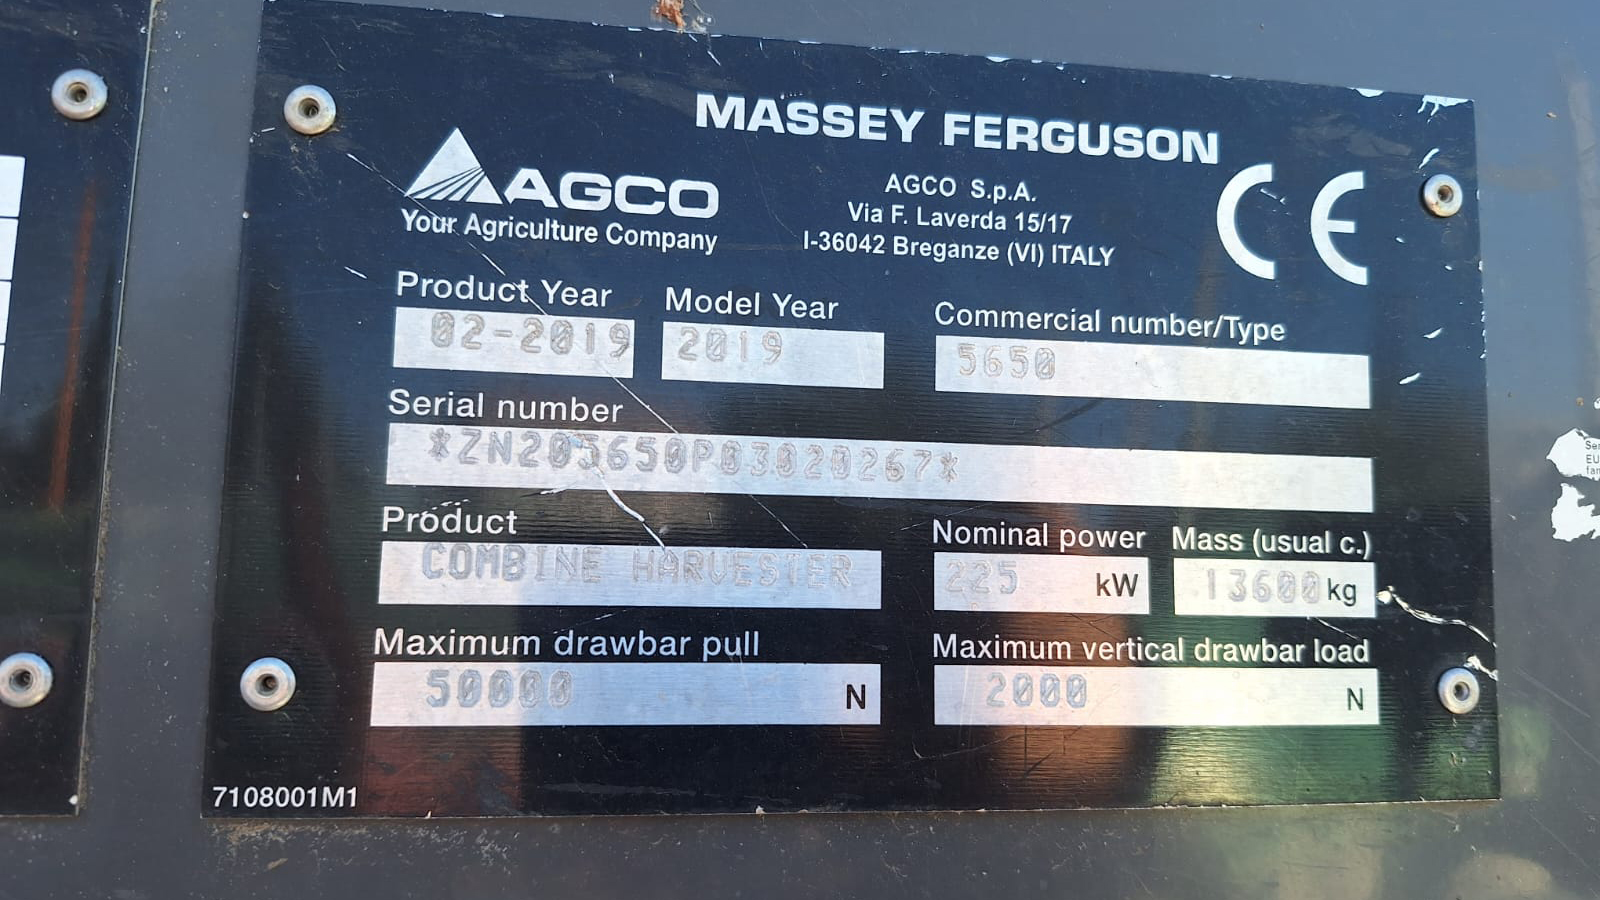 MASSEY FERGUSON
AGCO
Your Agriculture Company
AGCO S.p.A.
Via F. Laverda 15/17
I-36042 Breganze (VI) ITALY
CE
Product Year
02-2019
Model Year
2019
Commercial number/Type
5650
Serial number
*ZN205650P03020267*
Product
COMBINE HARVESTER
Nominal power
225 kW
Mass (usual c.)
13600 kg
Maximum drawbar pull
50000 N
Maximum vertical drawbar load
2000 N
7108001M1